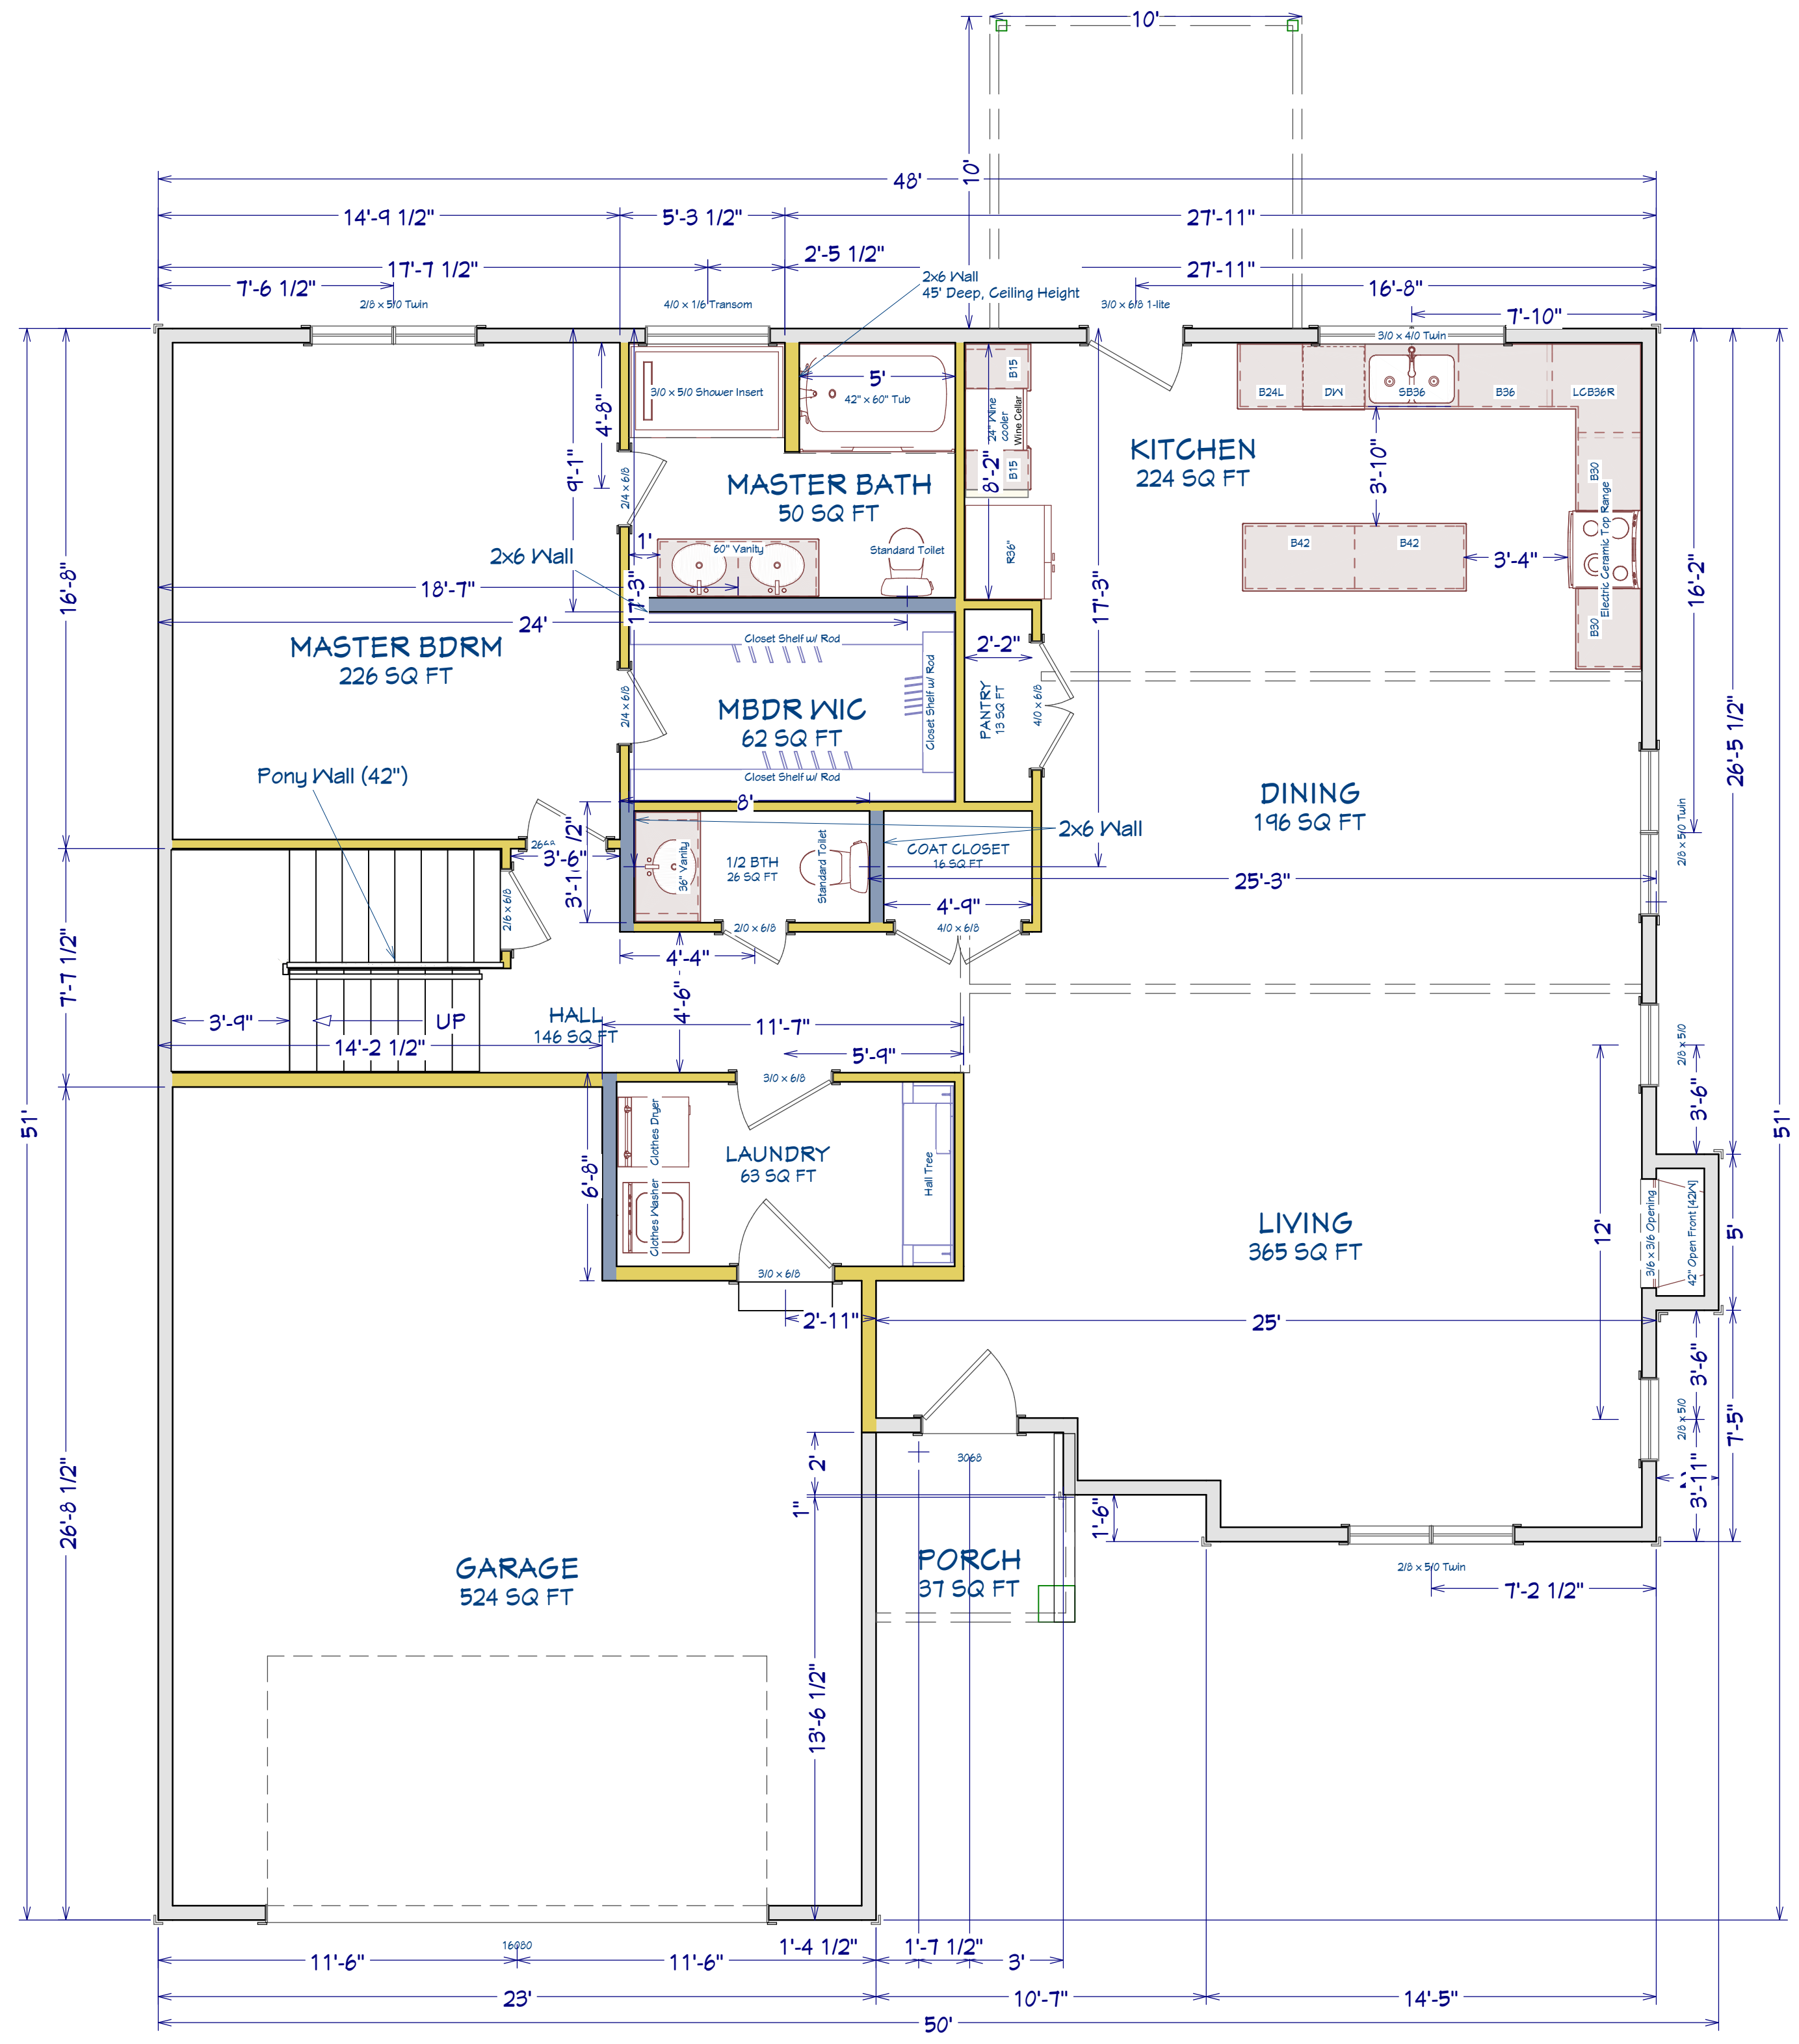 10'
10'
48'
14'-9 1/2"
5'-3 1/2"
27'-11"
17'-7 1/2"
2'-5 1/2"
27'-11"
7'-6 1/2"
2x6 Wall
45' Deep, Ceiling Height
16'-8"
2/8 x 5/0 Twin
4/0 x 1/6 Transom
3/0 x 6/8 1-lite
7'-10"
3/0 x 4/0 Twin
3/0 x 5/0 Shower Insert
5'
42" x 60" Tub
B15
24" Wine
cooler
Wine Cellar
B15
8'-2"
B24L
DW
SB36
B36
LCB36R
4'-8"
9'-1"
2/4 x 6/8
MASTER BATH
50 SQ FT
KITCHEN
224 SQ FT
3'-10"
B30
Electric Ceramic Top Range
B30
1'
60" Vanity
Standard Toilet
R36"
B42
B42
3'-4"
2x6 Wall
18'-7"
17'-3"
17'-3"
16'-8"
16'-2"
24'
MASTER BDRM
226 SQ FT
Closet Shelf w/ Rod
2'-2"
2/4 x 6/8
MBDR WIC
62 SQ FT
Closet Shelf w/ Rod
PANTRY
13 SQ FT
4/0 x 6/8
Closet Shelf w/ Rod
26'-5 1/2"
Pony Wall (42")
8'
DINING
196 SQ FT
2/8 x 5/0 Twin
2x6 Wall
3'-6"
36" Vanity
1/2 BTH
26 SQ FT
Standard Toilet
COAT CLOSET
16 SQ FT
25'-3"
2/6 x 6/8
4'-9"
2/0 x 6/8
4/0 x 6/8
4'-4"
7'-7 1/2"
4'-6"
3'-9"
UP
HALL
146 SQ FT
11'-7"
14'-2 1/2"
5'-9"
2/8 x 5/0
3'-6"
3/0 x 6/8
51'
51'
Clothes Dryer
LAUNDRY
63 SQ FT
6'-8"
Hall Tree
Clothes Washer
3/0 x 6/8
LIVING
365 SQ FT
12'
3/6 x 3/6 Opening
42" Open Front [42W]
5'
2'-11"
25'
3'-6"
2/8 x 5/0
7'-5"
3'-11"
26'-8 1/2"
2'
3068
1"
1'-6"
GARAGE
524 SQ FT
PORCH
37 SQ FT
2/8 x 5/0 Twin
7'-2 1/2"
13'-6 1/2"
16080
11'-6"
11'-6"
1'-4 1/2"
1'-7 1/2"
3'
23'
10'-7"
14'-5"
50'